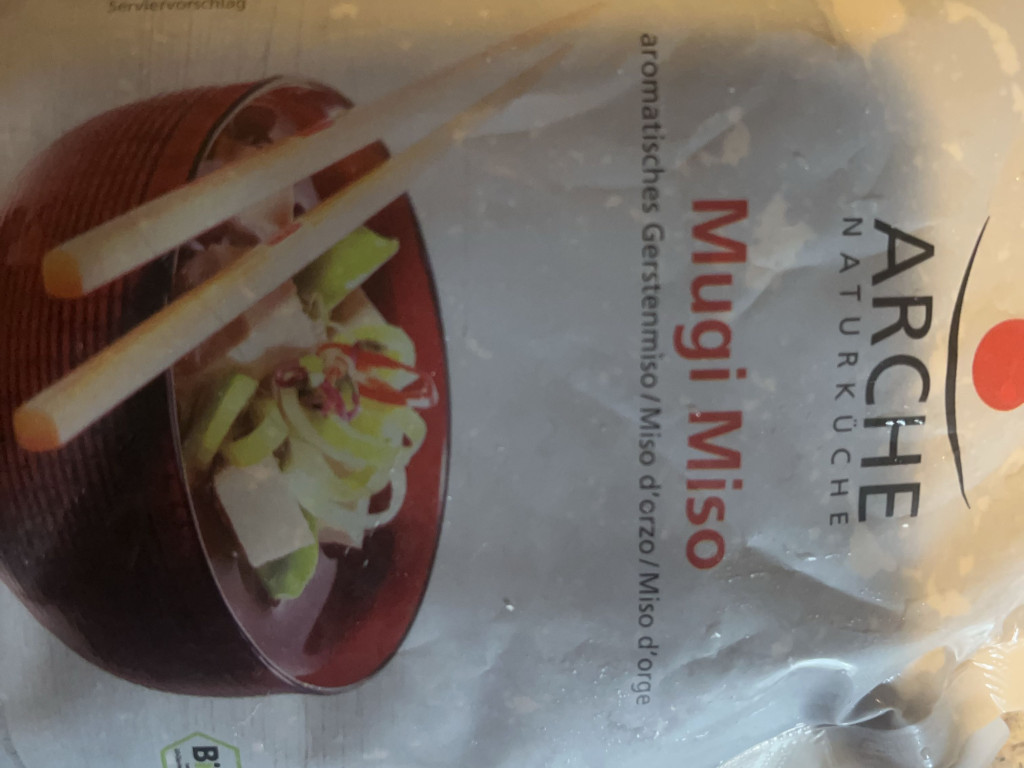 ARCHE
NATURKÜCHE
Mugi Miso
aromatisches Gerstenmiso / Miso d'orzo / Miso d'orge
Serviervorschlag